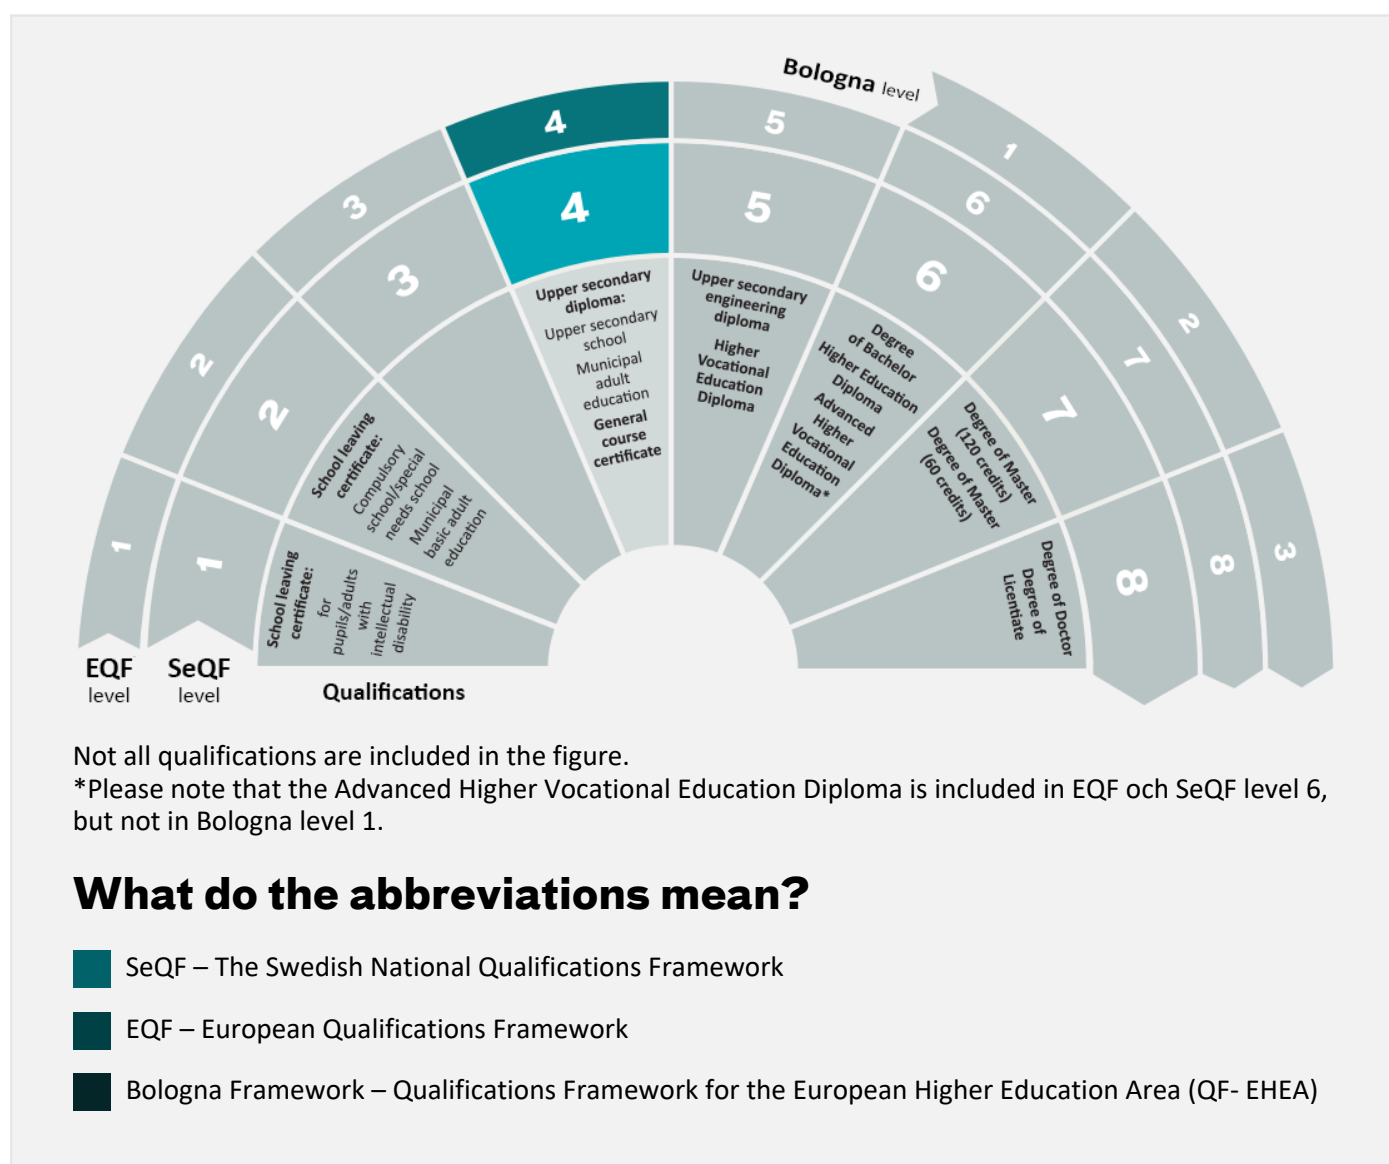 Bologna level
1
2
3
1
2
3
4
5
6
7
8
1
2
3
4
5
6
7
8
School leaving
certificate:
for
pupils/adults
with
intellectual
disability
School leaving
certificate:
Compulsory
school/special
needs school
Municipal
basic adult
education
Upper secondary
diploma:
Upper secondary
school
Municipal
adult
education
General
course
certificate
Upper secondary
engineering
diploma
Higher
Vocational
Education
Diploma
Degree
of Bachelor
Higher Education
Diploma
Advanced
Higher
Vocational
Education
Diploma*
Degree of Master
(120 credits)
Degree of Master
(60 credits)
Degree of Doctor
Degree of
Licentiate
EQF
level
SeQF
level
Qualifications
Not all qualifications are included in the figure.
*Please note that the Advanced Higher Vocational Education Diploma is included in EQF och SeQF level 6,
but not in Bologna level 1.
What do the abbreviations mean?
SeQF – The Swedish National Qualifications Framework
EQF – European Qualifications Framework
Bologna Framework – Qualifications Framework for the European Higher Education Area (QF- EHEA)